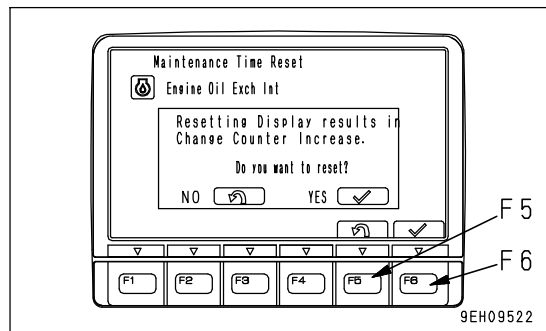 Maintenance Time Reset
Engine Oil Exch Int
Resetting Display results in
Change Counter Increase.
Do you want to reset?
NO YES
F5
F1 F2 F3 F4 F5 F6
F6
9EH09522